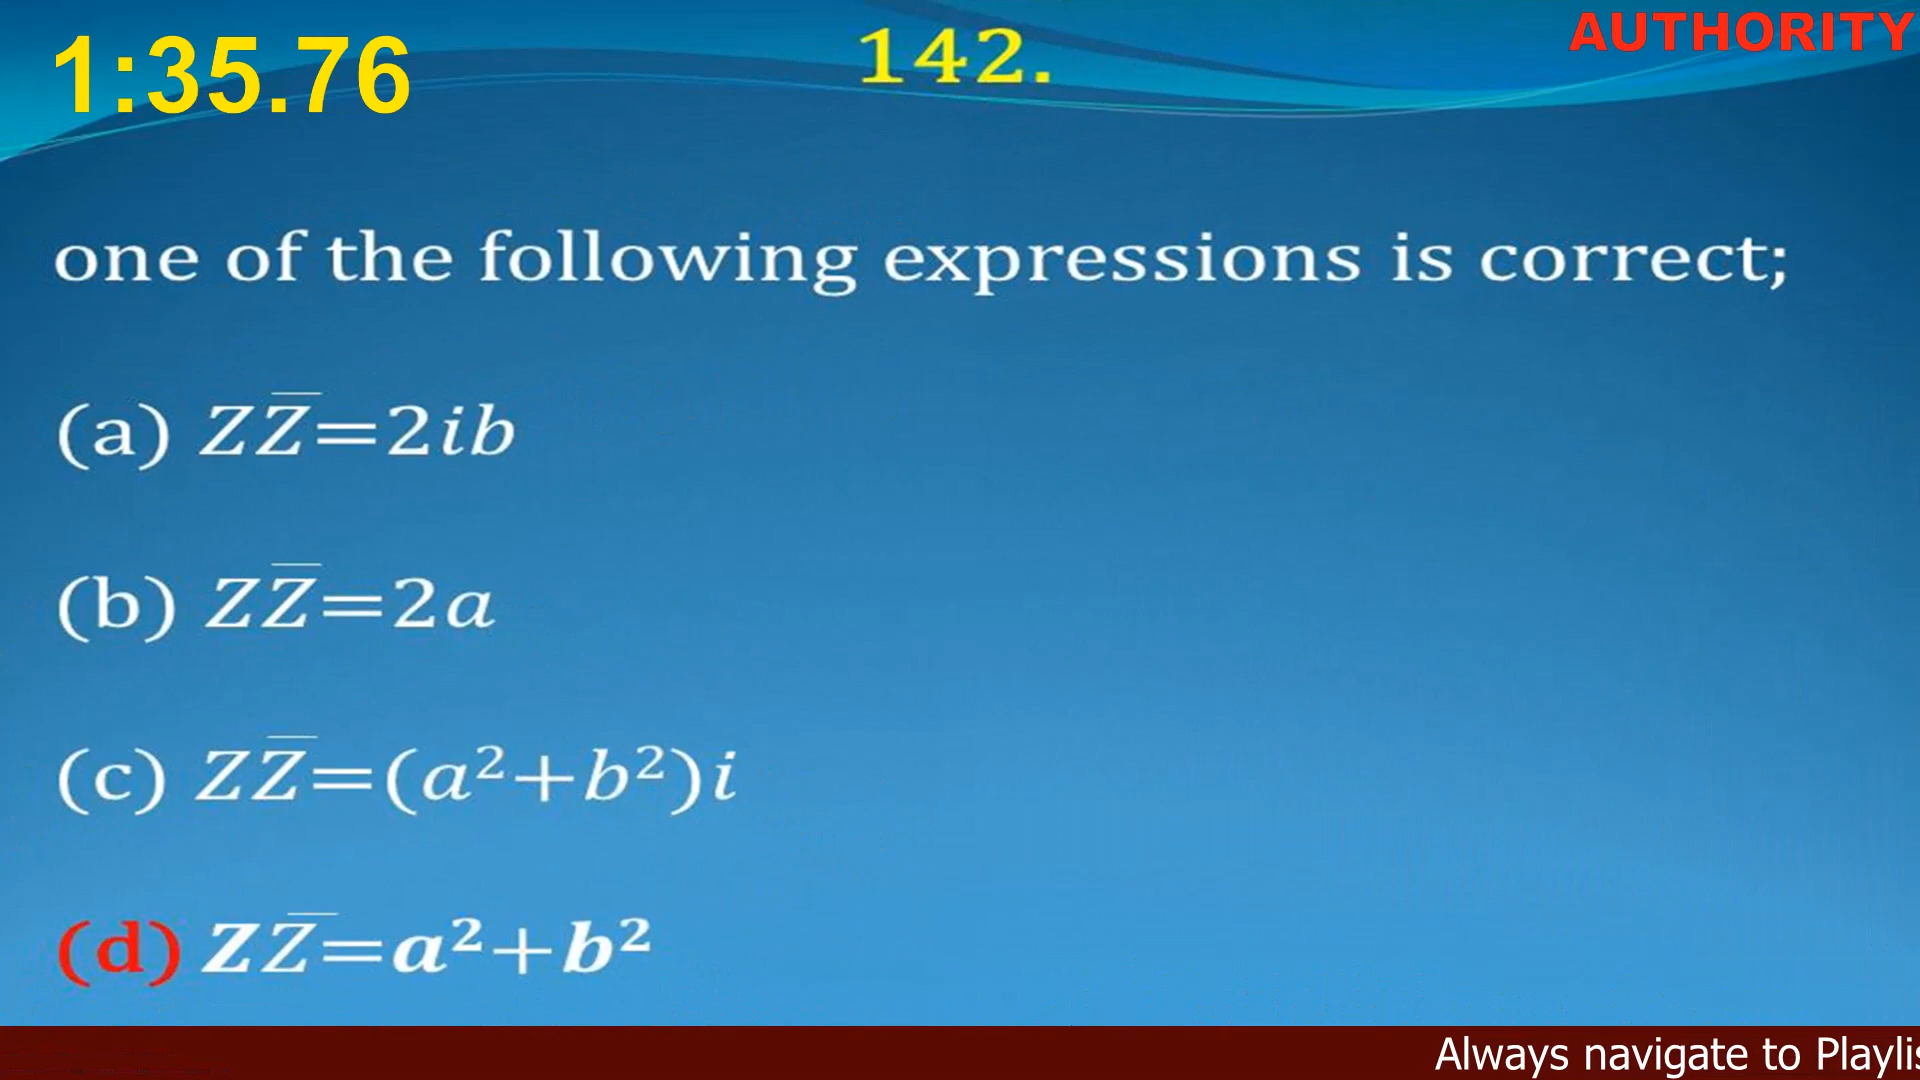 1:35.76
142.
AUTHORITY
one of the following expressions is correct;
(a) ZZ̅=2ib
(b) ZZ̅=2a
(c) ZZ̅=(a²+b²)i
(d) ZZ̅=a²+b²
Always navigate to Playlis